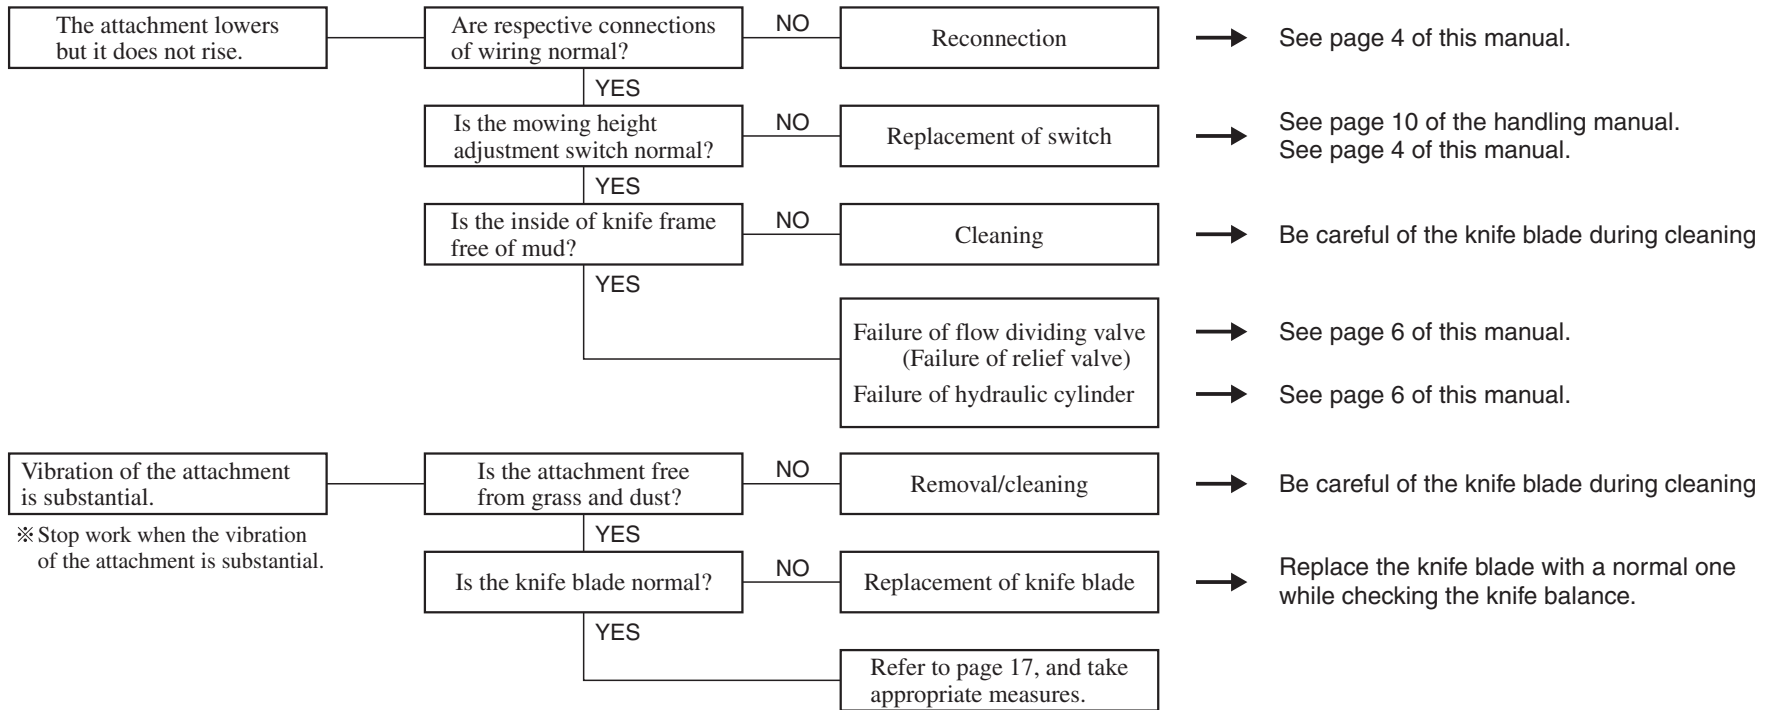 The attachment lowers
but it does not rise.
Are respective connections
of wiring normal?
NO
Reconnection
See page 4 of this manual.
YES
Is the mowing height
adjustment switch normal?
NO
Replacement of switch
See page 10 of the handling manual.
See page 4 of this manual.
YES
Is the inside of knife frame
free of mud?
NO
Cleaning
Be careful of the knife blade during cleaning
YES
Failure of flow dividing valve
(Failure of relief valve)
See page 6 of this manual.
Failure of hydraulic cylinder
See page 6 of this manual.
Vibration of the attachment
is substantial.
※ Stop work when the vibration
of the attachment is substantial.
Is the attachment free
from grass and dust?
NO
Removal/cleaning
Be careful of the knife blade during cleaning
YES
Is the knife blade normal?
NO
Replacement of knife blade
Replace the knife blade with a normal one
while checking the knife balance.
YES
Refer to page 17, and take
appropriate measures.